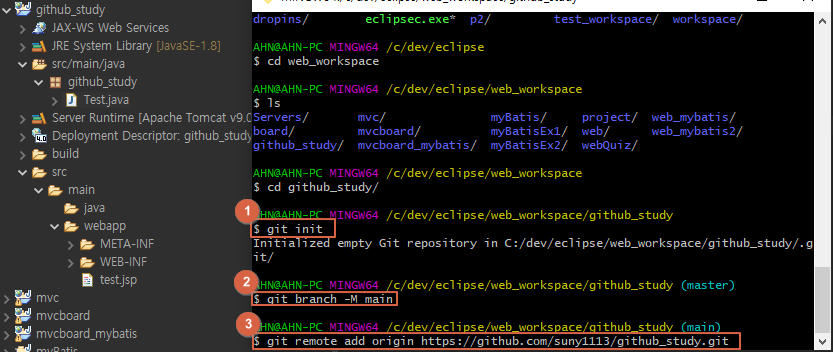 github_study
JAX-WS Web Services
JRE System Library [JavaSE-1.8]
src/main/java
github_study
Test.java
Server Runtime [Apache Tomcat v9.0
Deployment Descriptor: github_study
build
src
main
java
webapp
META-INF
WEB-INF
test.jsp
mvc
mvcboard
mvcboard_mybatis
dropins/ eclipsec.exe* p2/ test_workspace/ workspace/
AHN@AHN-PC MINGW64 /c/dev/eclipse
$ cd web_workspace
AHN@AHN-PC MINGW64 /c/dev/eclipse/web_workspace
$ ls
Servers/ mvc/ myBatis/ project/ web_mybatis/
board/ mvcboard/ myBatisEx1/ web/ web_mybatis2/
github_study/ mvcboard_mybatis/ myBatisEx2/ webQuiz/
AHN@AHN-PC MINGW64 /c/dev/eclipse/web_workspace
$ cd github_study/
1
AHN@AHN-PC MINGW64 /c/dev/eclipse/web_workspace/github_study
$ git init
Initialized empty Git repository in C:/dev/eclipse/web_workspace/github_study/.g
it/
2
AHN@AHN-PC MINGW64 /c/dev/eclipse/web_workspace/github_study (master)
$ git branch -M main
3
AHN@AHN-PC MINGW64 /c/dev/eclipse/web_workspace/github_study (main)
$ git remote add origin https://github.com/suny1113/github_study.git